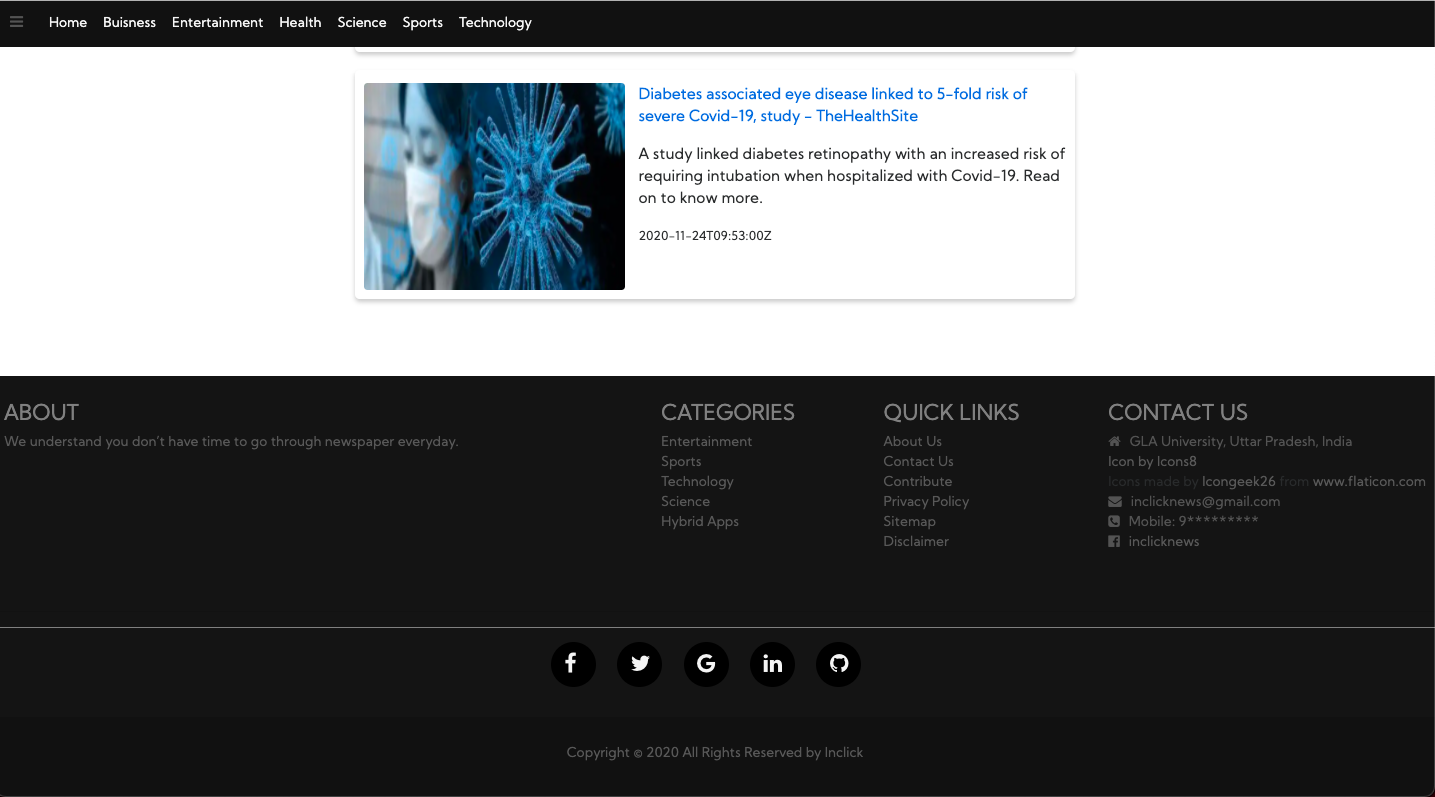 Home Buisness Entertainment Health Science Sports Technology
Diabetes associated eye disease linked to 5-fold risk of
severe Covid-19, study - TheHealthSite
A study linked diabetes retinopathy with an increased risk of
requiring intubation when hospitalized with Covid-19. Read
on to know more.
2020-11-24T09:53:00Z
ABOUT
We understand you don't have time to go through newspaper everyday.
CATEGORIES
Entertainment
Sports
Technology
Science
Hybrid Apps
QUICK LINKS
About Us
Contact Us
Contribute
Privacy Policy
Sitemap
Disclaimer
CONTACT US
GLA University, Uttar Pradesh, India
Icon by Icons8
Icons made by Icongeek26 from www.flaticon.com
inclicknews@gmail.com
Mobile: 9*********
inclicknews
Copyright © 2020 All Rights Reserved by Inclick